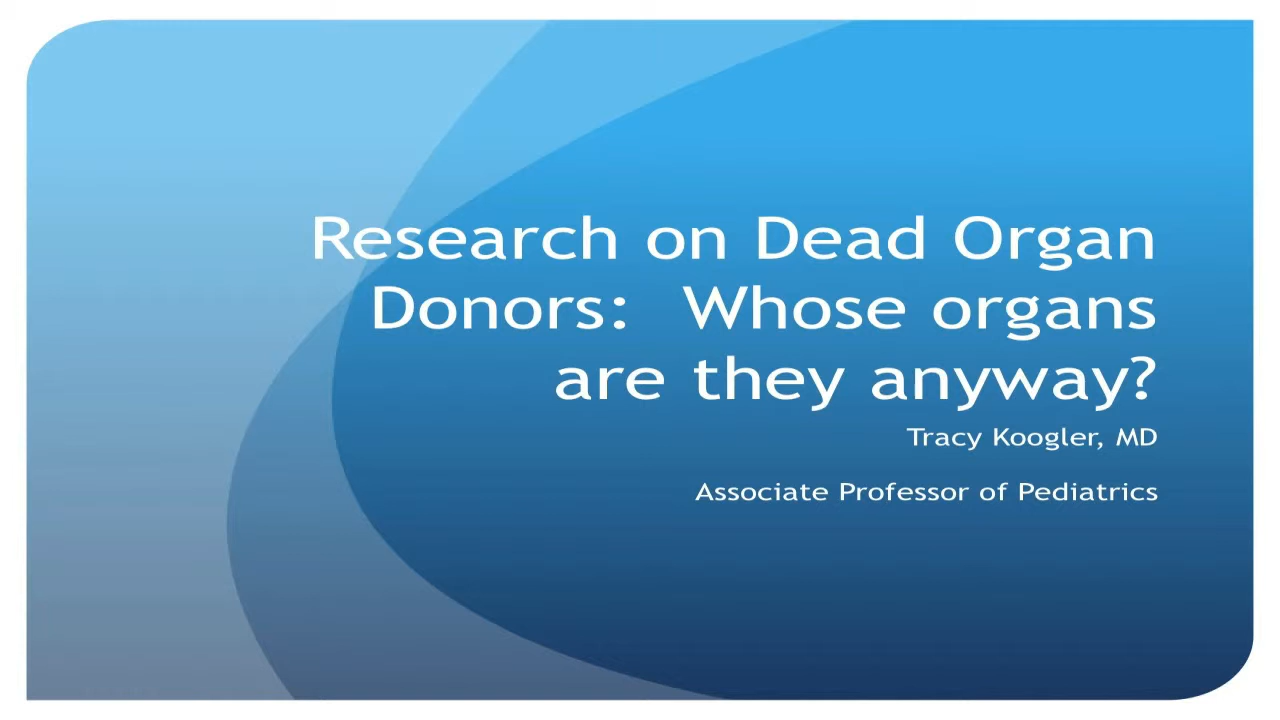 Research on Dead Organ
Donors:  Whose organs
are they anyway?
Tracy Koogler, MD
Associate Professor of Pediatrics